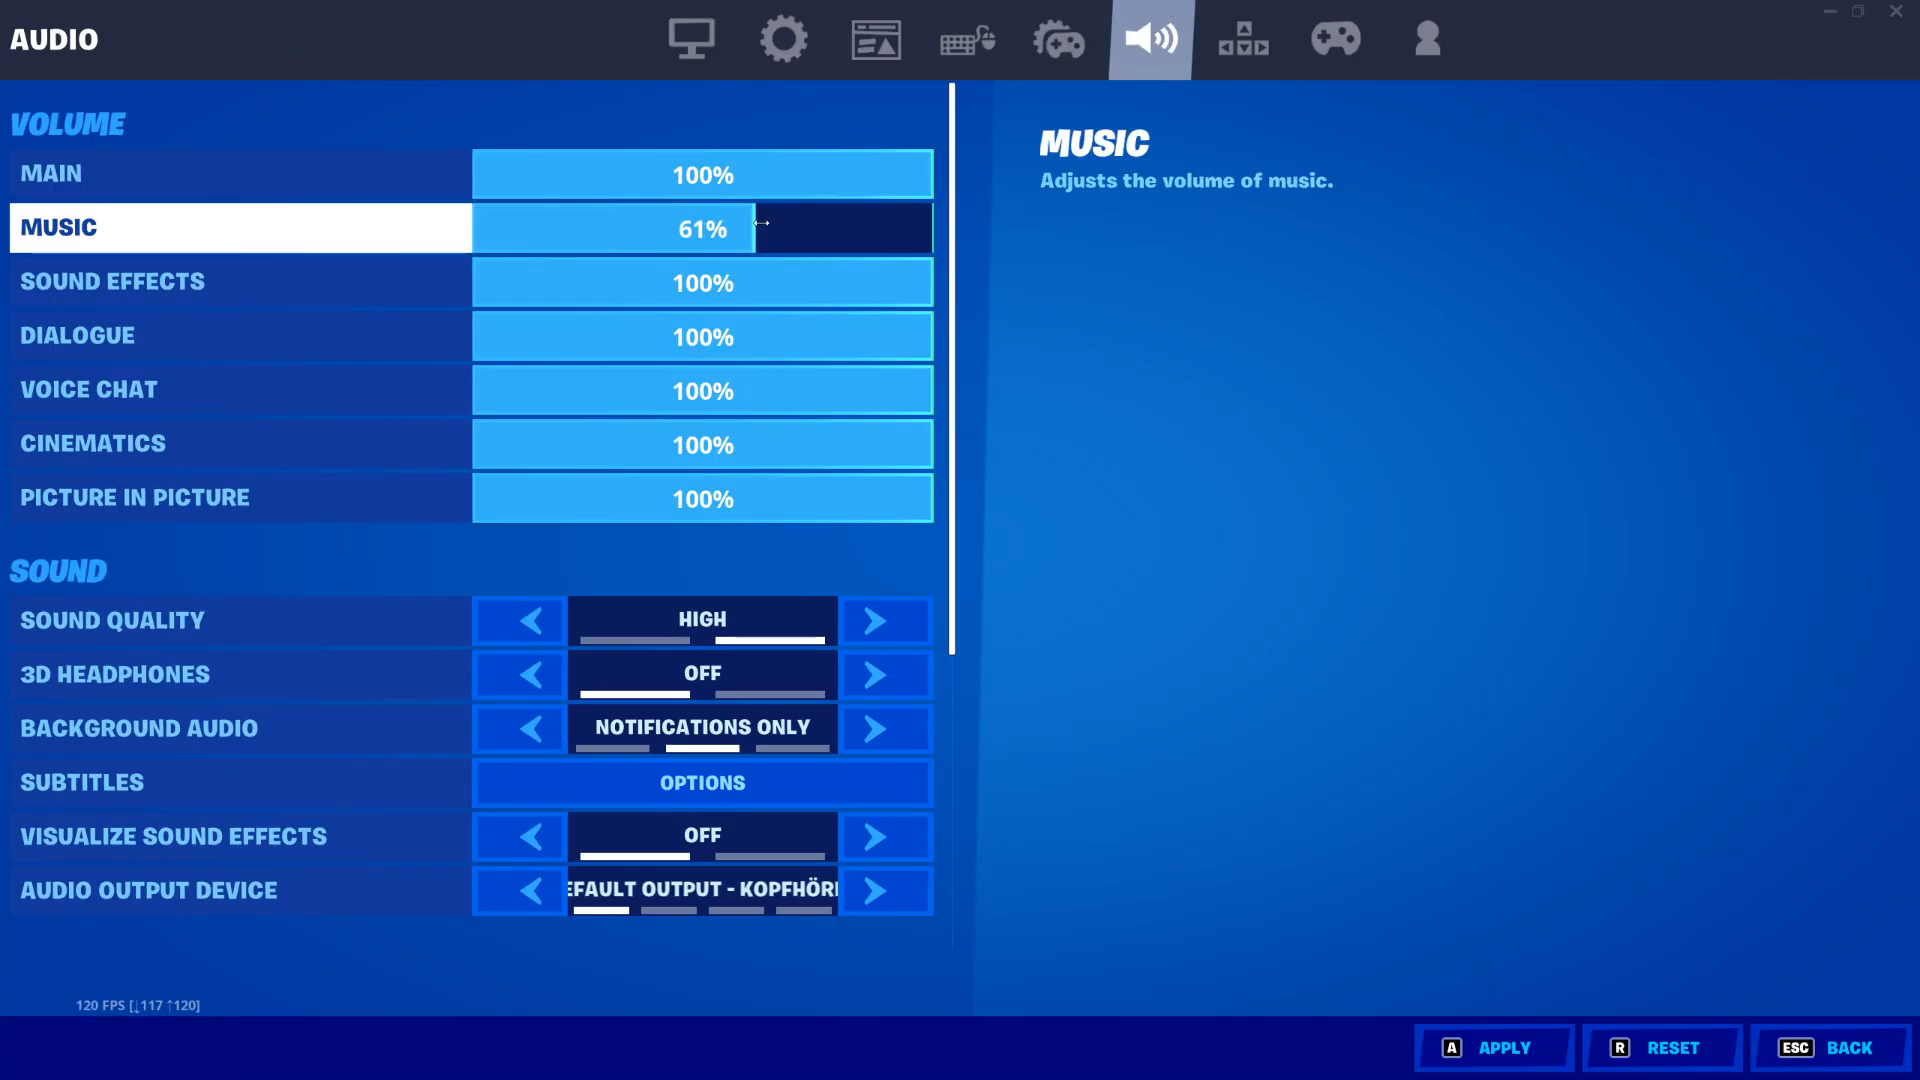 AUDIO
VOLUME
MAIN 100%
MUSIC 61%
SOUND EFFECTS 100%
DIALOGUE 100%
VOICE CHAT 100%
CINEMATICS 100%
PICTURE IN PICTURE 100%
SOUND
SOUND QUALITY HIGH
3D HEADPHONES OFF
BACKGROUND AUDIO NOTIFICATIONS ONLY
SUBTITLES OPTIONS
VISUALIZE SOUND EFFECTS OFF
AUDIO OUTPUT DEVICE EFAULT OUTPUT - KOPFHÖR
MUSIC
Adjusts the volume of music.
120 FPS [↓117 ↑120]
A APPLY
R RESET
ESC BACK